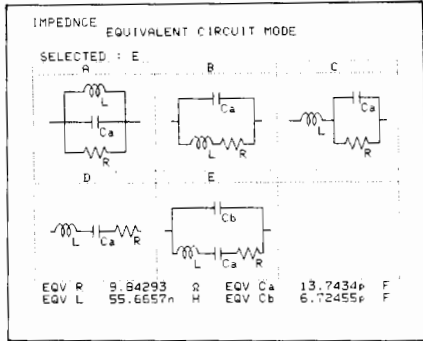 IMPEDNCE
EQUIVALENT CIRCUIT MODE
SELECTED : E
A B C
L Ca R
Ca L R
L Ca R
D E
L Ca R
Cb L Ca R
EQV R 9.84293 Ω EQV Ca 13.7434p F
EQV L 55.6657n H EQV Cb 6.72455p F